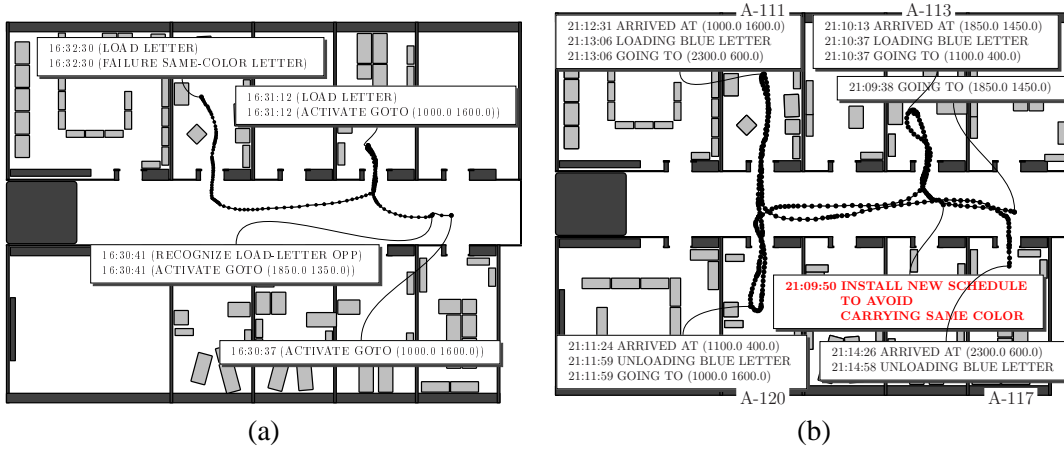 16:32:30 (LOAD LETTER)
16:32:30 (FAILURE SAME-COLOR LETTER)
16:31:12 (LOAD LETTER)
16:31:12 (ACTIVATE GOTO (1000.0 1600.0))
16:30:41 (RECOGNIZE LOAD-LETTER OPP)
16:30:41 (ACTIVATE GOTO (1850.0 1350.0))
16:30:37 (ACTIVATE GOTO (1000.0 1600.0))
(a)
A-111
21:12:31 ARRIVED AT (1000.0 1600.0)
21:13:06 LOADING BLUE LETTER
21:13:06 GOING TO (2300.0 600.0)
A-113
21:10:13 ARRIVED AT (1850.0 1450.0)
21:10:37 LOADING BLUE LETTER
21:10:37 GOING TO (1100.0 400.0)
21:09:38 GOING TO (1850.0 1450.0)
21:09:50 INSTALL NEW SCHEDULE
TO AVOID
CARRYING SAME COLOR
21:11:24 ARRIVED AT (1100.0 400.0)
21:11:59 UNLOADING BLUE LETTER
21:11:59 GOING TO (1000.0 1600.0)
A-120
21:14:26 ARRIVED AT (2300.0 600.0)
21:14:58 UNLOADING BLUE LETTER
A-117
(b)